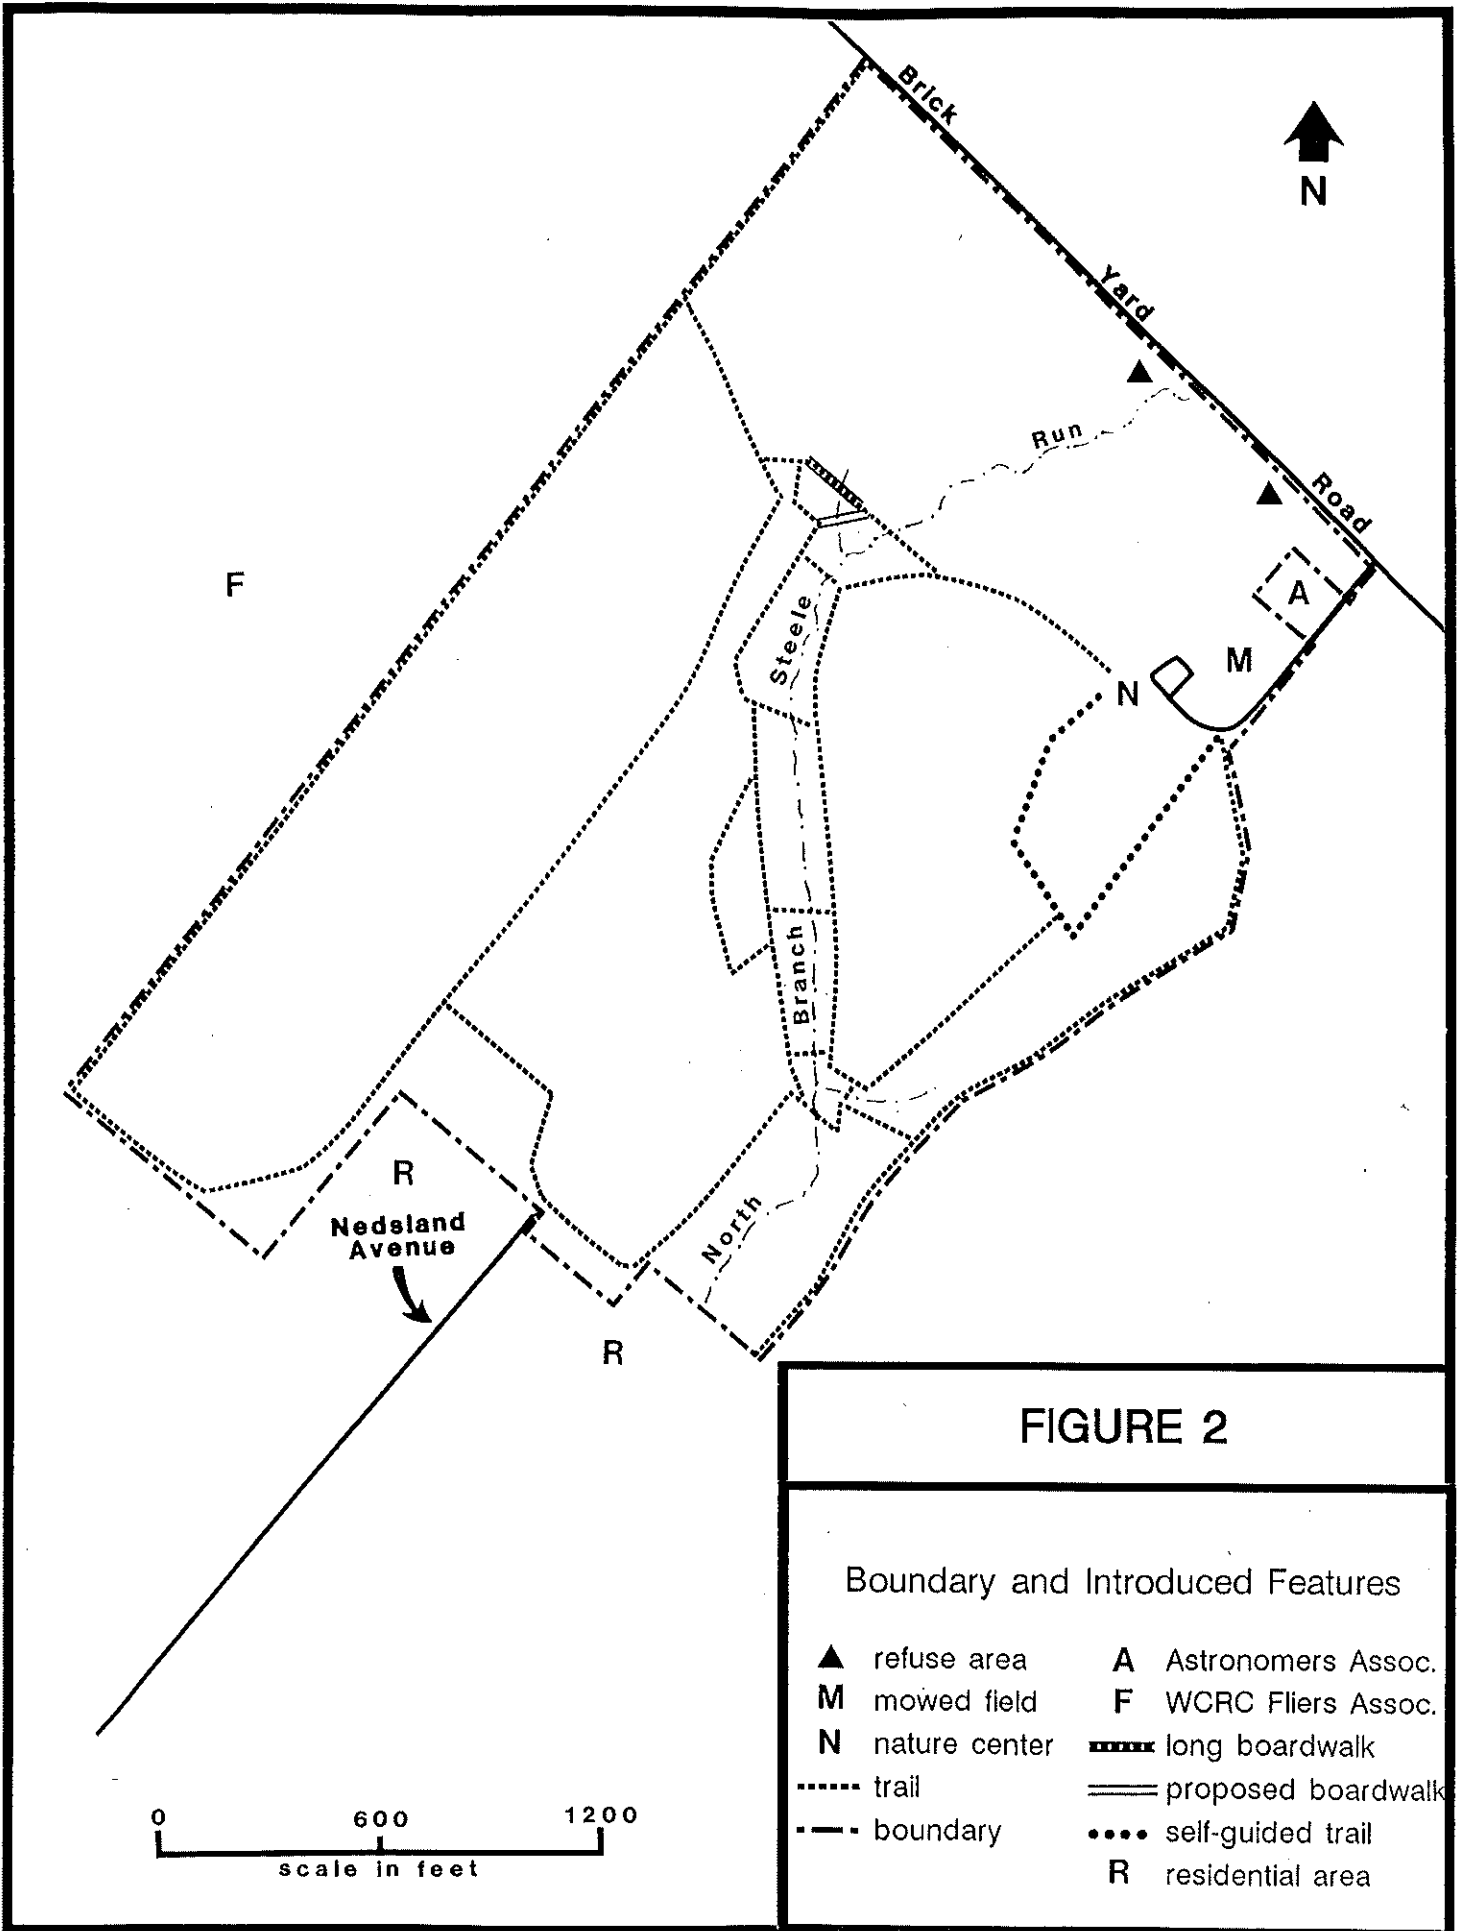 Brick
Yard
Road
N
Run
F
A
M
N
Steele
Branch
North
R
Nedsland
Avenue
R
FIGURE 2
Boundary and Introduced Features
refuse area
M mowed field
N nature center
trail
boundary
A Astronomers Assoc.
F WCRC Fliers Assoc.
long boardwalk
proposed boardwalk
self-guided trail
R residential area
0 600 1200
scale in feet